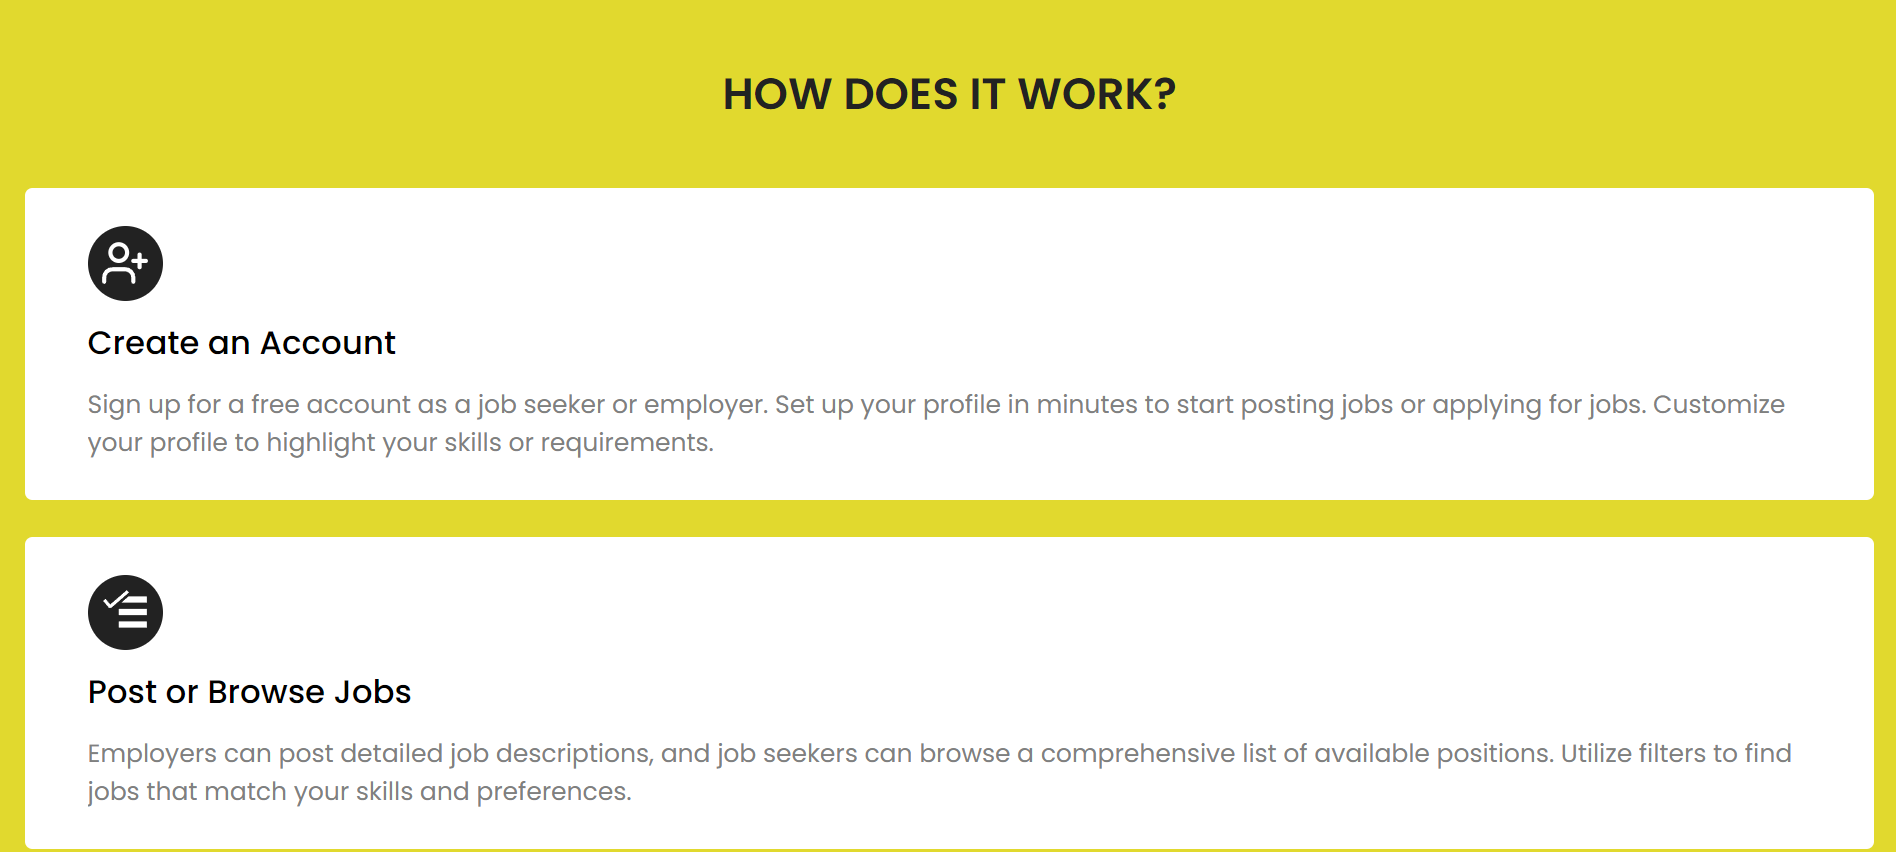 HOW DOES IT WORK?
Create an Account
Sign up for a free account as a job seeker or employer. Set up your profile in minutes to start posting jobs or applying for jobs. Customize
your profile to highlight your skills or requirements.
Post or Browse Jobs
Employers can post detailed job descriptions, and job seekers can browse a comprehensive list of available positions. Utilize filters to find
jobs that match your skills and preferences.